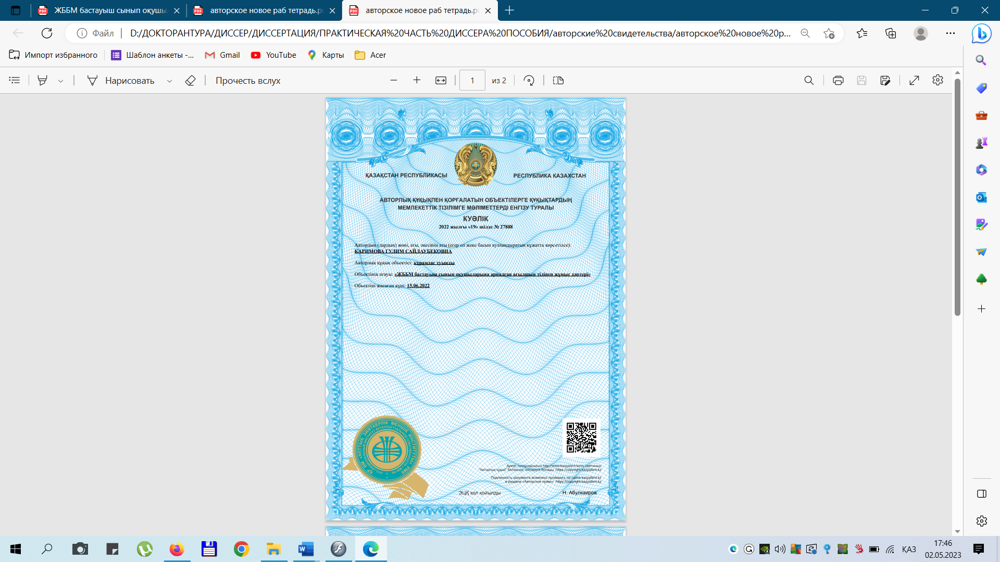 ЖББМ бастауыш сынып оқушы
авторское новое раб тетрадь.p
авторское новое раб тетрадь.p
Файл
D:/ДОКТОРАНТУРА/ДИССЕР/ДИССЕРТАЦИЯ/ПРАКТИЧЕСКАЯ%20ЧАСТЬ%20ДИССЕРА%20ПОСОБИЯ/авторские%20свидетельства/авторское%20новое%20р...
Импорт избранного
Шаблон анкеты -...
Gmail
YouTube
Карты
Acer
Нарисовать
Прочесть вслух
1
из 2
ҚАЗАҚСТАН РЕСПУБЛИКАСЫ
РЕСПУБЛИКА КАЗАХСТАН
АВТОРЛЫҚ ҚҰҚЫҚПЕН ҚОРҒАЛАТЫН ОБЪЕКТІЛЕРГЕ ҚҰҚЫҚТАРДЫҢ
МЕМЛЕКЕТТІК ТІЗІЛІМГЕ МӘЛІМЕТТЕРДІ ЕНГІЗУ ТУРАЛЫ
КУӘЛІК
2022 жылғы «19» шілде № 27888
Автордың (лардың) жөні, аты, әкесінің аты (егер ол жеке басын куәландыратын құжатта көрсетілсе):
КАРИМОВА ГУЛИМ САЙЛАУБЕКОВНА
Авторлық құқық объектісі: құрамдас туынды
Объектінің атауы: «ЖББМ бастауыш сынып оқушыларына арналған ағылшын тілінен жұмыс дәптері»
Объектіні жасаған күні: 15.06.2022
Құжат түпнұсқалығын http://www.kazpatent.kz/ru сайтының
"Авторлық құқық" бөлімінде тексеруге болады https://copyright.kazpatent.kz
Подлинность документа возможно проверить на сайте kazpatent.kz
в разделе «Авторское право» https://copyright.kazpatent.kz
ЭЦҚ қол қойылды
Н. Абулкаиров
ҚАЗ
17:46
02.05.2023